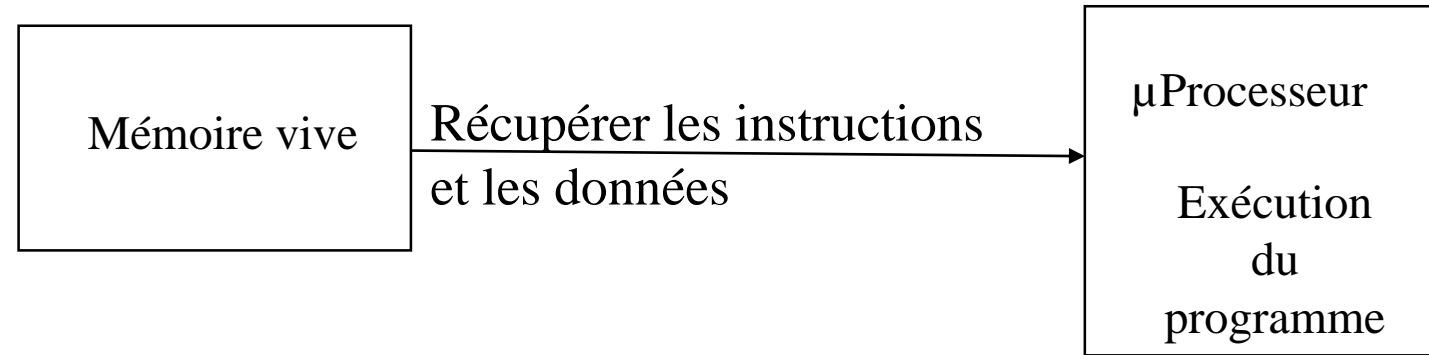 Mémoire vive
Récupérer les instructions
et les données
µProcesseur
Exécution
du
programme